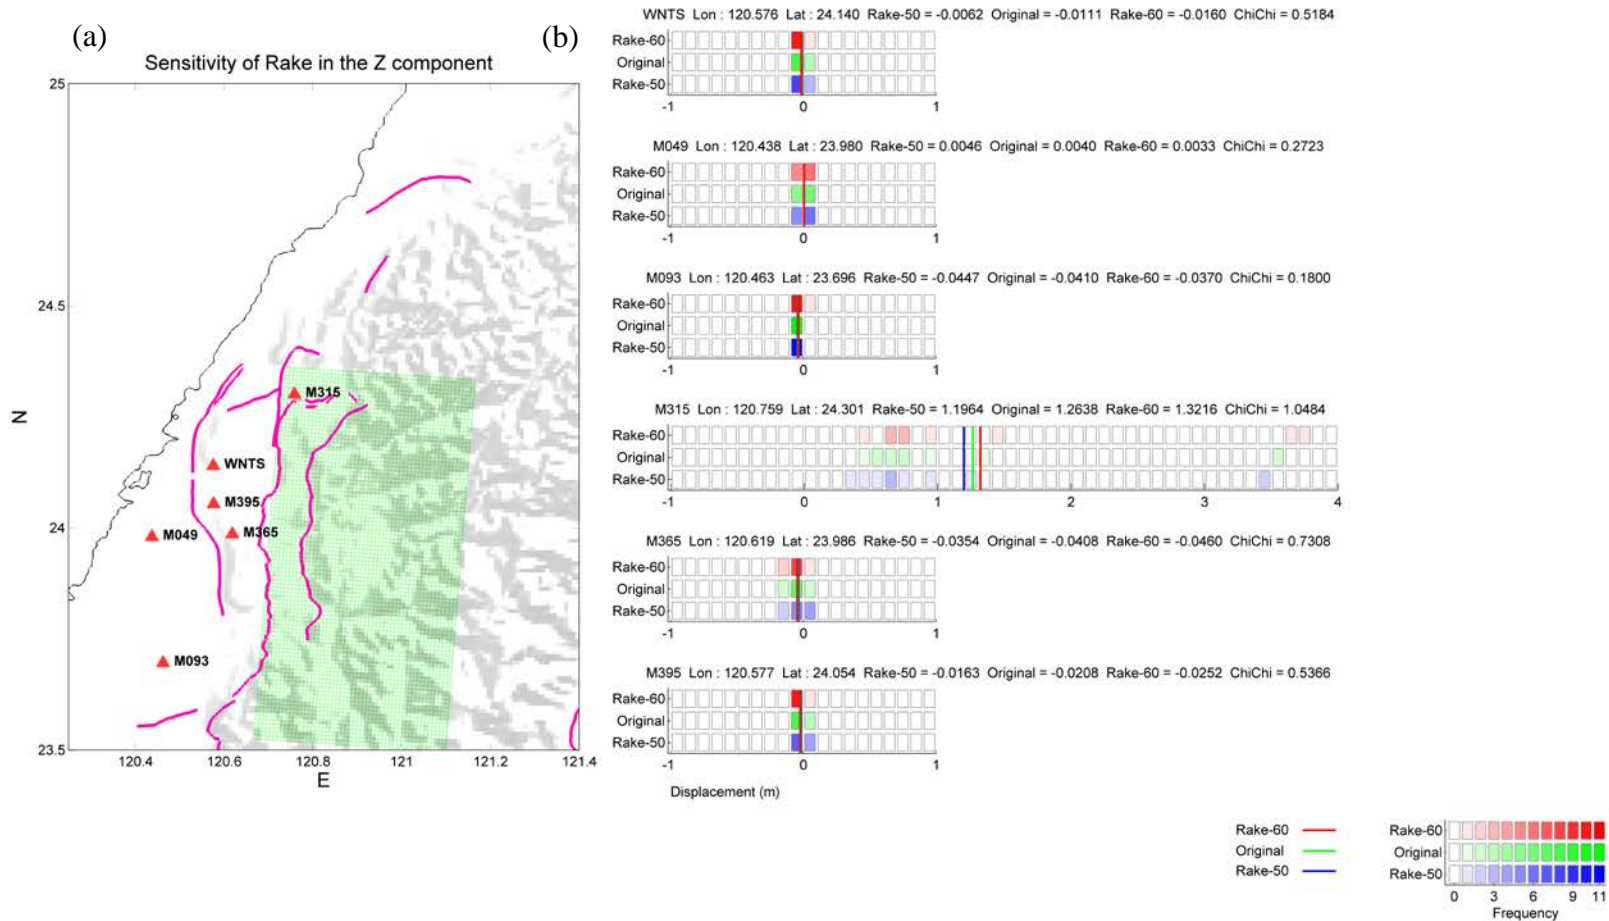 (a)
Sensitivity of Rake in the Z component
25
24.5
24
23.5
N
120.4 120.6 120.8 121 121.2 121.4
E
M315
WNTS
M395
M049
M365
M093
(b)
WNTS Lon : 120.576 Lat : 24.140 Rake-50 = -0.0062 Original = -0.0111 Rake-60 = -0.0160 ChiChi = 0.5184
Rake-60
Original
Rake-50
-1 0 1
M049 Lon : 120.438 Lat : 23.980 Rake-50 = 0.0046 Original = 0.0040 Rake-60 = 0.0033 ChiChi = 0.2723
Rake-60
Original
Rake-50
-1 0 1
M093 Lon : 120.463 Lat : 23.696 Rake-50 = -0.0447 Original = -0.0410 Rake-60 = -0.0370 ChiChi = 0.1800
Rake-60
Original
Rake-50
-1 0 1
M315 Lon : 120.759 Lat : 24.301 Rake-50 = 1.1964 Original = 1.2638 Rake-60 = 1.3216 ChiChi = 1.0484
Rake-60
Original
Rake-50
-1 0 1 2 3 4
M365 Lon : 120.619 Lat : 23.986 Rake-50 = -0.0354 Original = -0.0408 Rake-60 = -0.0460 ChiChi = 0.7308
Rake-60
Original
Rake-50
-1 0 1
M395 Lon : 120.577 Lat : 24.054 Rake-50 = -0.0163 Original = -0.0208 Rake-60 = -0.0252 ChiChi = 0.5366
Rake-60
Original
Rake-50
-1 0 1
Displacement (m)
Rake-60
Original
Rake-50
Rake-60
Original
Rake-50
0 3 6 9 11
Frequency